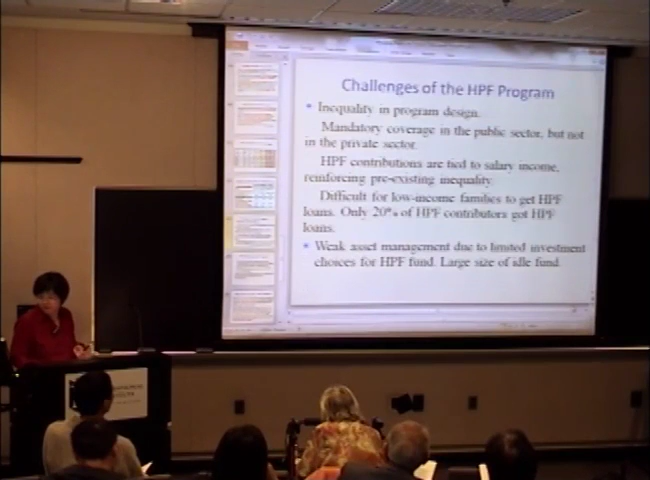 Challenges of the HPF Program
• Inequality in program design.
Mandatory coverage in the public sector, but not
in the private sector.
HPF contributions are tied to salary income,
reinforcing pre-existing inequality.
Difficult for low-income families to get HPF
loans. Only 20% of HPF contributors got HPF
loans.
• Weak asset management due to limited investment
choices for HPF fund. Large size of idle fund.